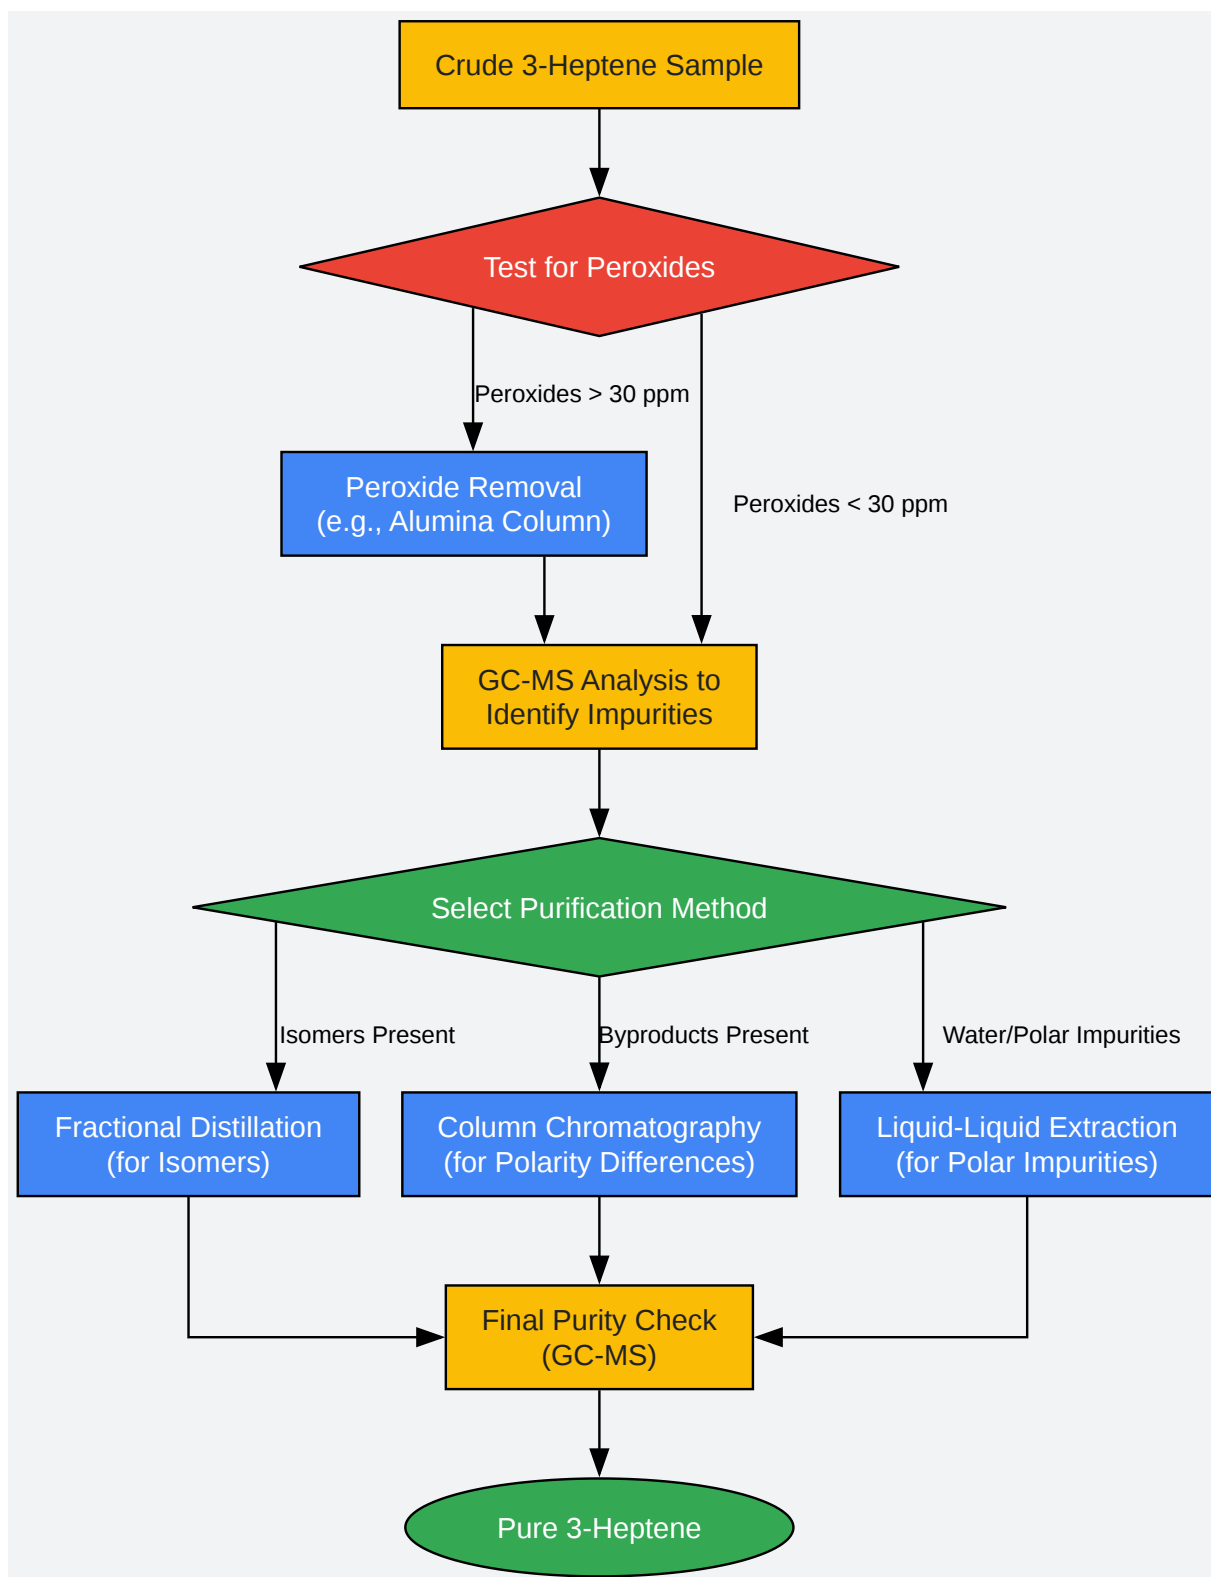 Crude 3-Heptene Sample
Test for Peroxides
Peroxides > 30 ppm
Peroxide Removal
(e.g., Alumina Column)
Peroxides < 30 ppm
GC-MS Analysis to
Identify Impurities
Select Purification Method
Isomers Present
Byproducts Present
Water/Polar Impurities
Fractional Distillation
(for Isomers)
Column Chromatography
(for Polarity Differences)
Liquid-Liquid Extraction
(for Polar Impurities)
Final Purity Check
(GC-MS)
Pure 3-Heptene